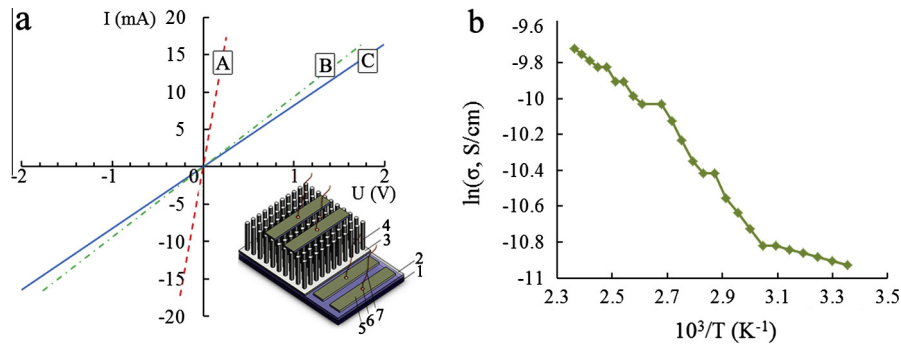 a
I (mA)
20
15
10
5
0
-5
-10
-15
-20
-2
-1
1
2
U (V)
A
B
C
4
3
2
1
5
6
7
b
ln(σ, S/cm)
-9.6
-9.8
-10
-10.2
-10.4
-10.6
-10.8
-11
2.3 2.5 2.7 2.9 3.1 3.3 3.5
10³/T (K⁻¹)